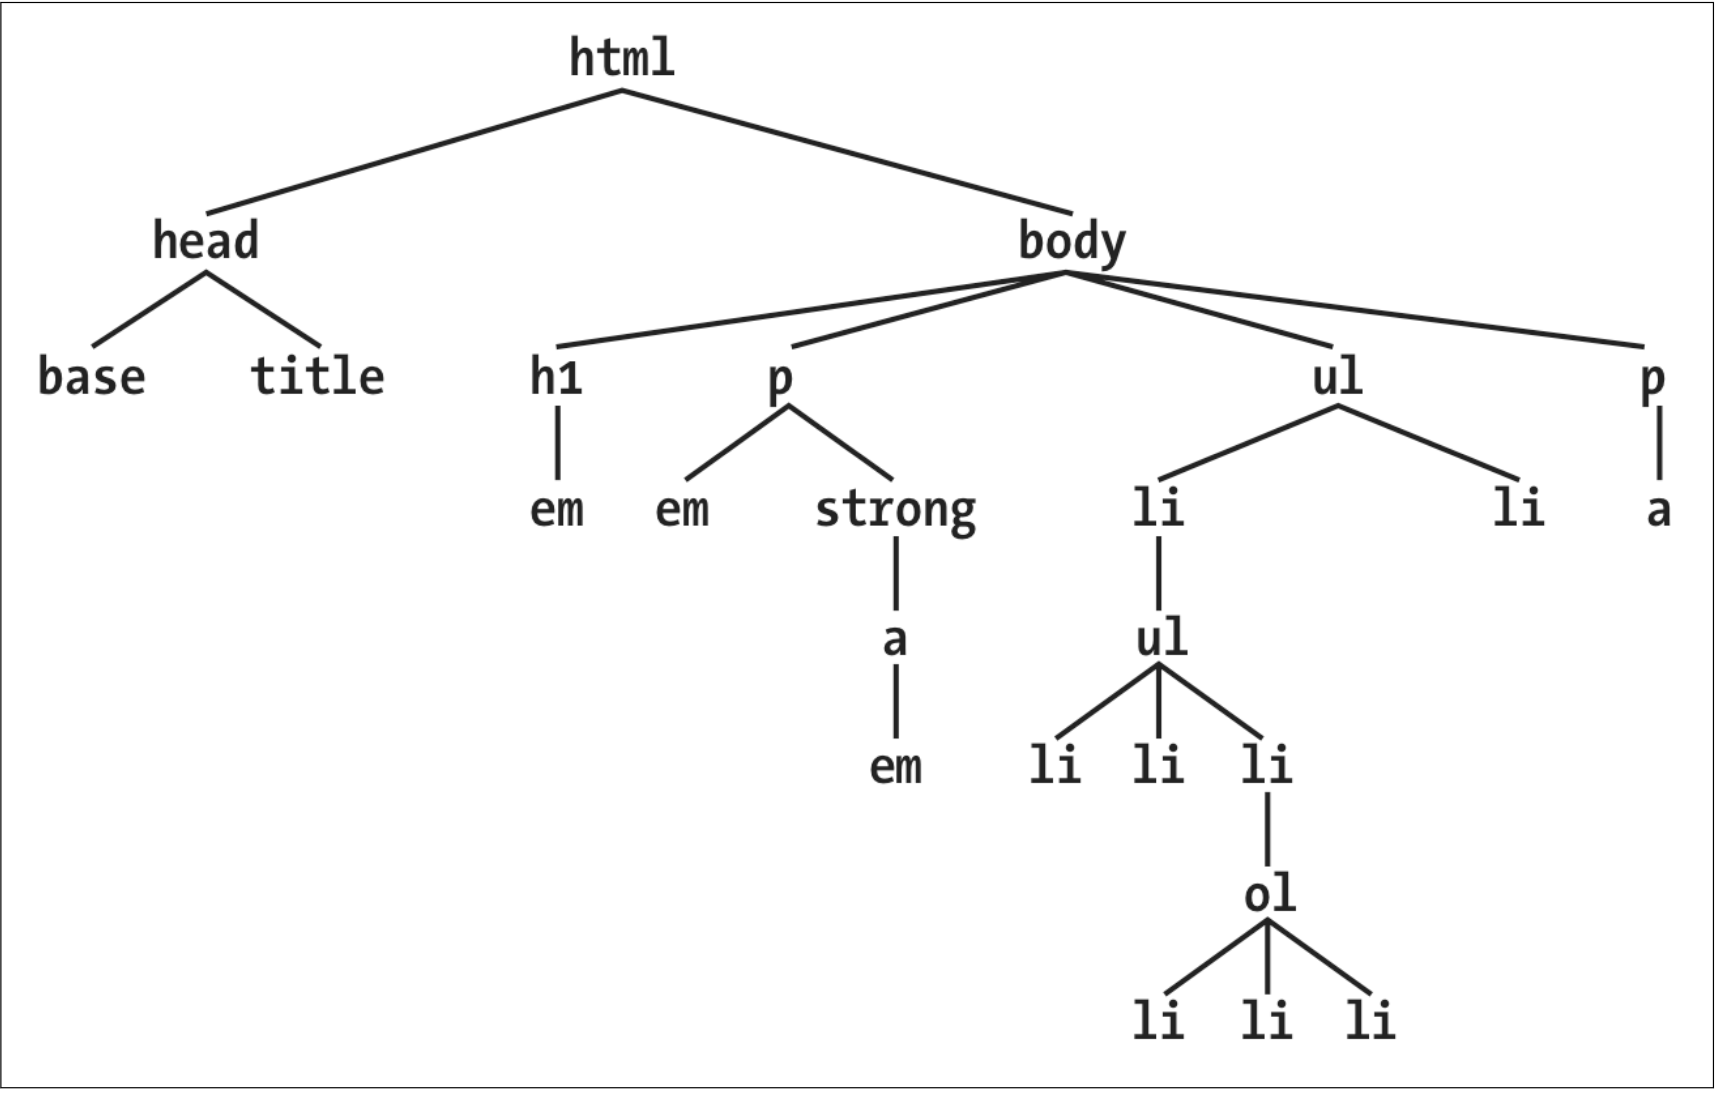 html
head body
base title h1 p ul p
em em strong li li a
a ul
em li li li
ol
li li li